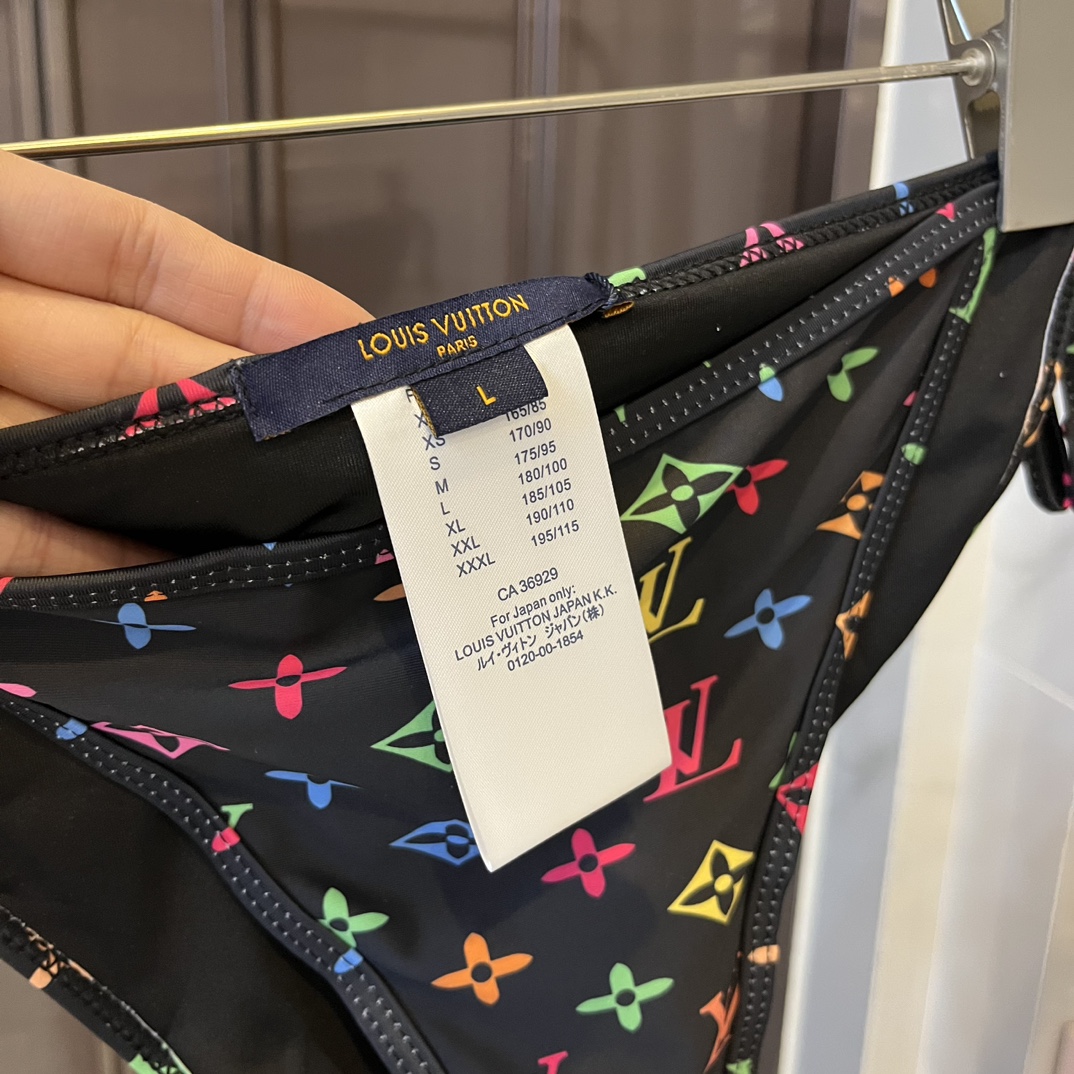 LOUIS VUITTON
PARIS
L
165/85
XS 170/90
S 175/95
M 180/100
L 185/105
XL 190/110
XXL 195/115
XXXL
CA 36929
For Japan only:
LOUIS VUITTON JAPAN K.K.
ルイ・ヴィトン ジャパン(株)
0120-00-1854